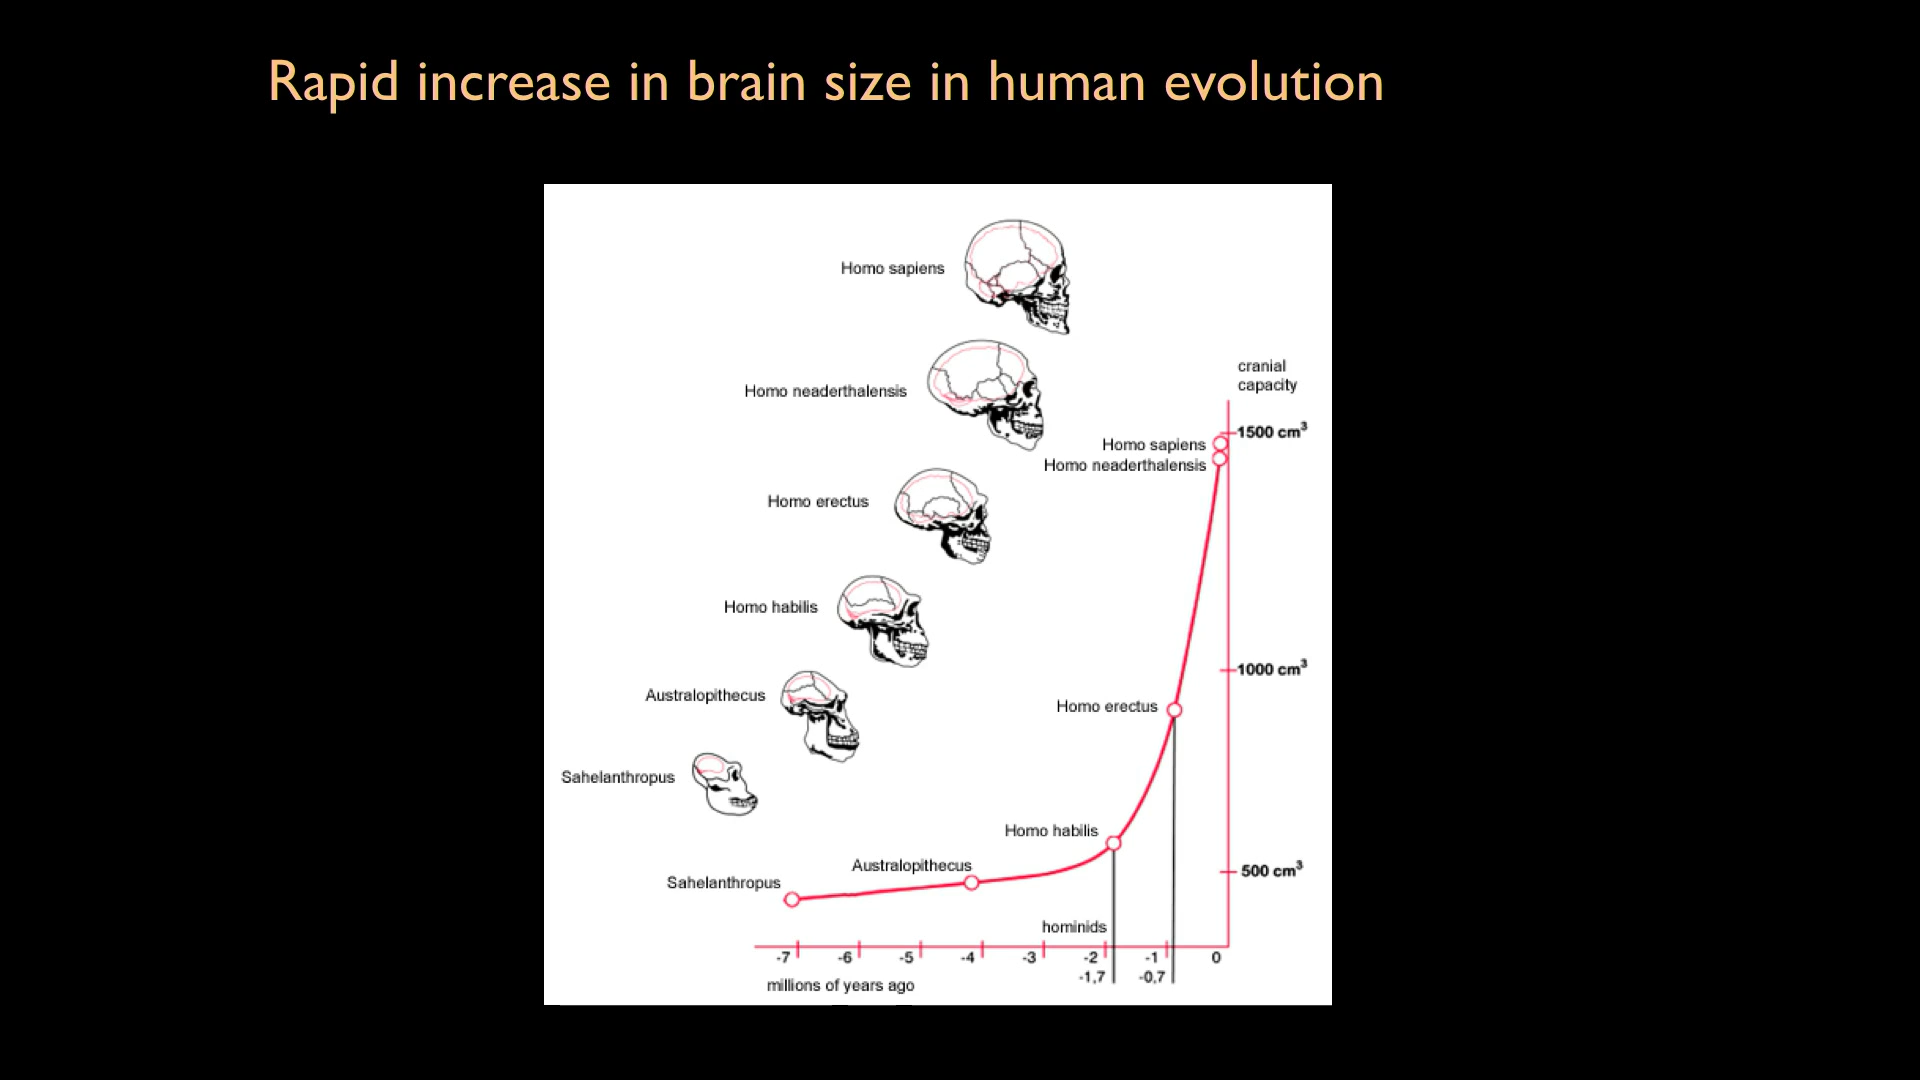 Rapid increase in brain size in human evolution
Homo sapiens
Homo neaderthalensis
Homo erectus
Homo habilis
Australopithecus
Sahelanthropus
cranial
capacity
1500 cm³
Homo sapiens
Homo neaderthalensis
1000 cm³
Homo erectus
Homo habilis
500 cm³
Australopithecus
Sahelanthropus
hominids
-7 -6 -5 -4 -3 -2 -1 0
-1,7 -0,7
millions of years ago